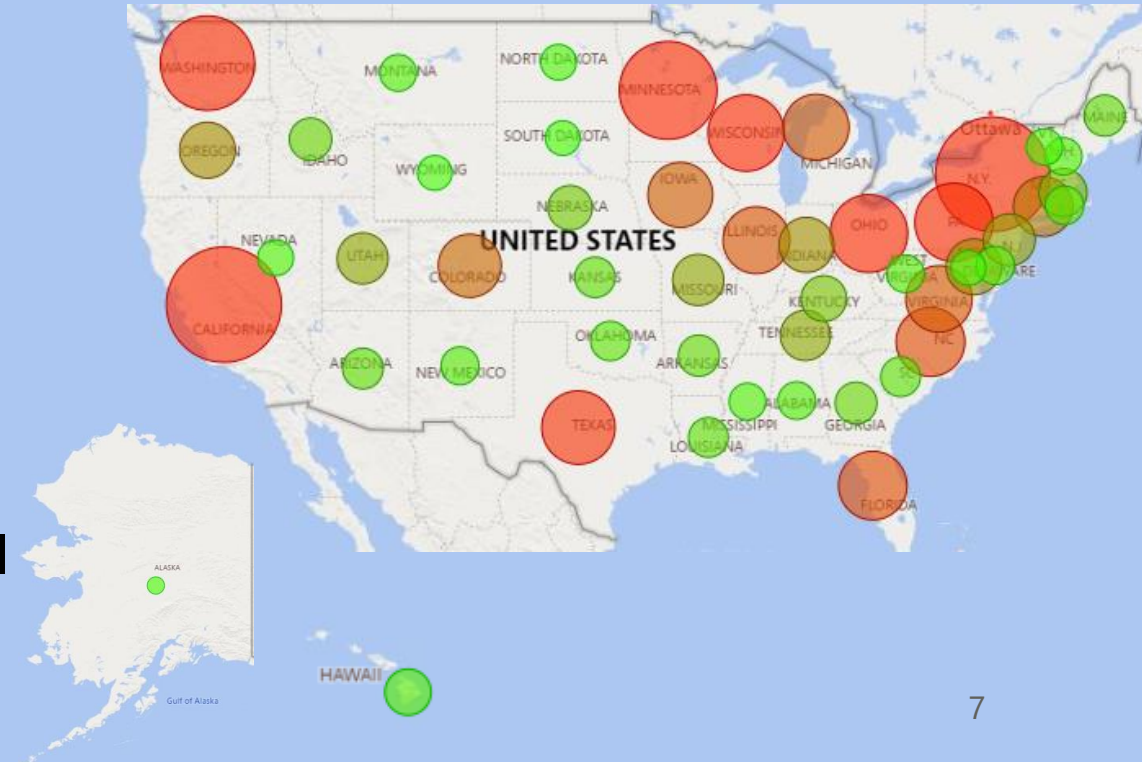 WASHINGTON
MONTANA
NORTH DAKOTA
MINNESOTA
WISCONSIN
MICHIGAN
Ottawa
MAINE
OREGON
IDAHO
WYOMING
SOUTH DAKOTA
IOWA
N.Y.
NEBRASKA
NEVADA
UTAH
COLORADO
UNITED STATES
ILLINOIS
INDIANA
OHIO
PA
N.J.
WEST
VIRGINIA
CALIFORNIA
KANSAS
MISSOURI
KENTUCKY
VIRGINIA
TENNESSEE
NC
ARIZONA
NEW MEXICO
OKLAHOMA
ARKANSAS
SC
TEXAS
MISSISSIPPI
ALABAMA
GEORGIA
LOUISIANA
FLORIDA
ALASKA
Gulf of Alaska
HAWAII
7